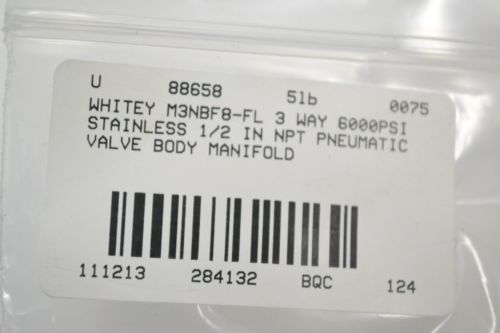 U 88658 51b 0075
WHITEY M3NBF8-FL 3 WAY 6000PSI
STAINLESS 1/2 IN NPT PNEUMATIC
VALVE BODY MANIFOLD
111213 284132 BQC 124